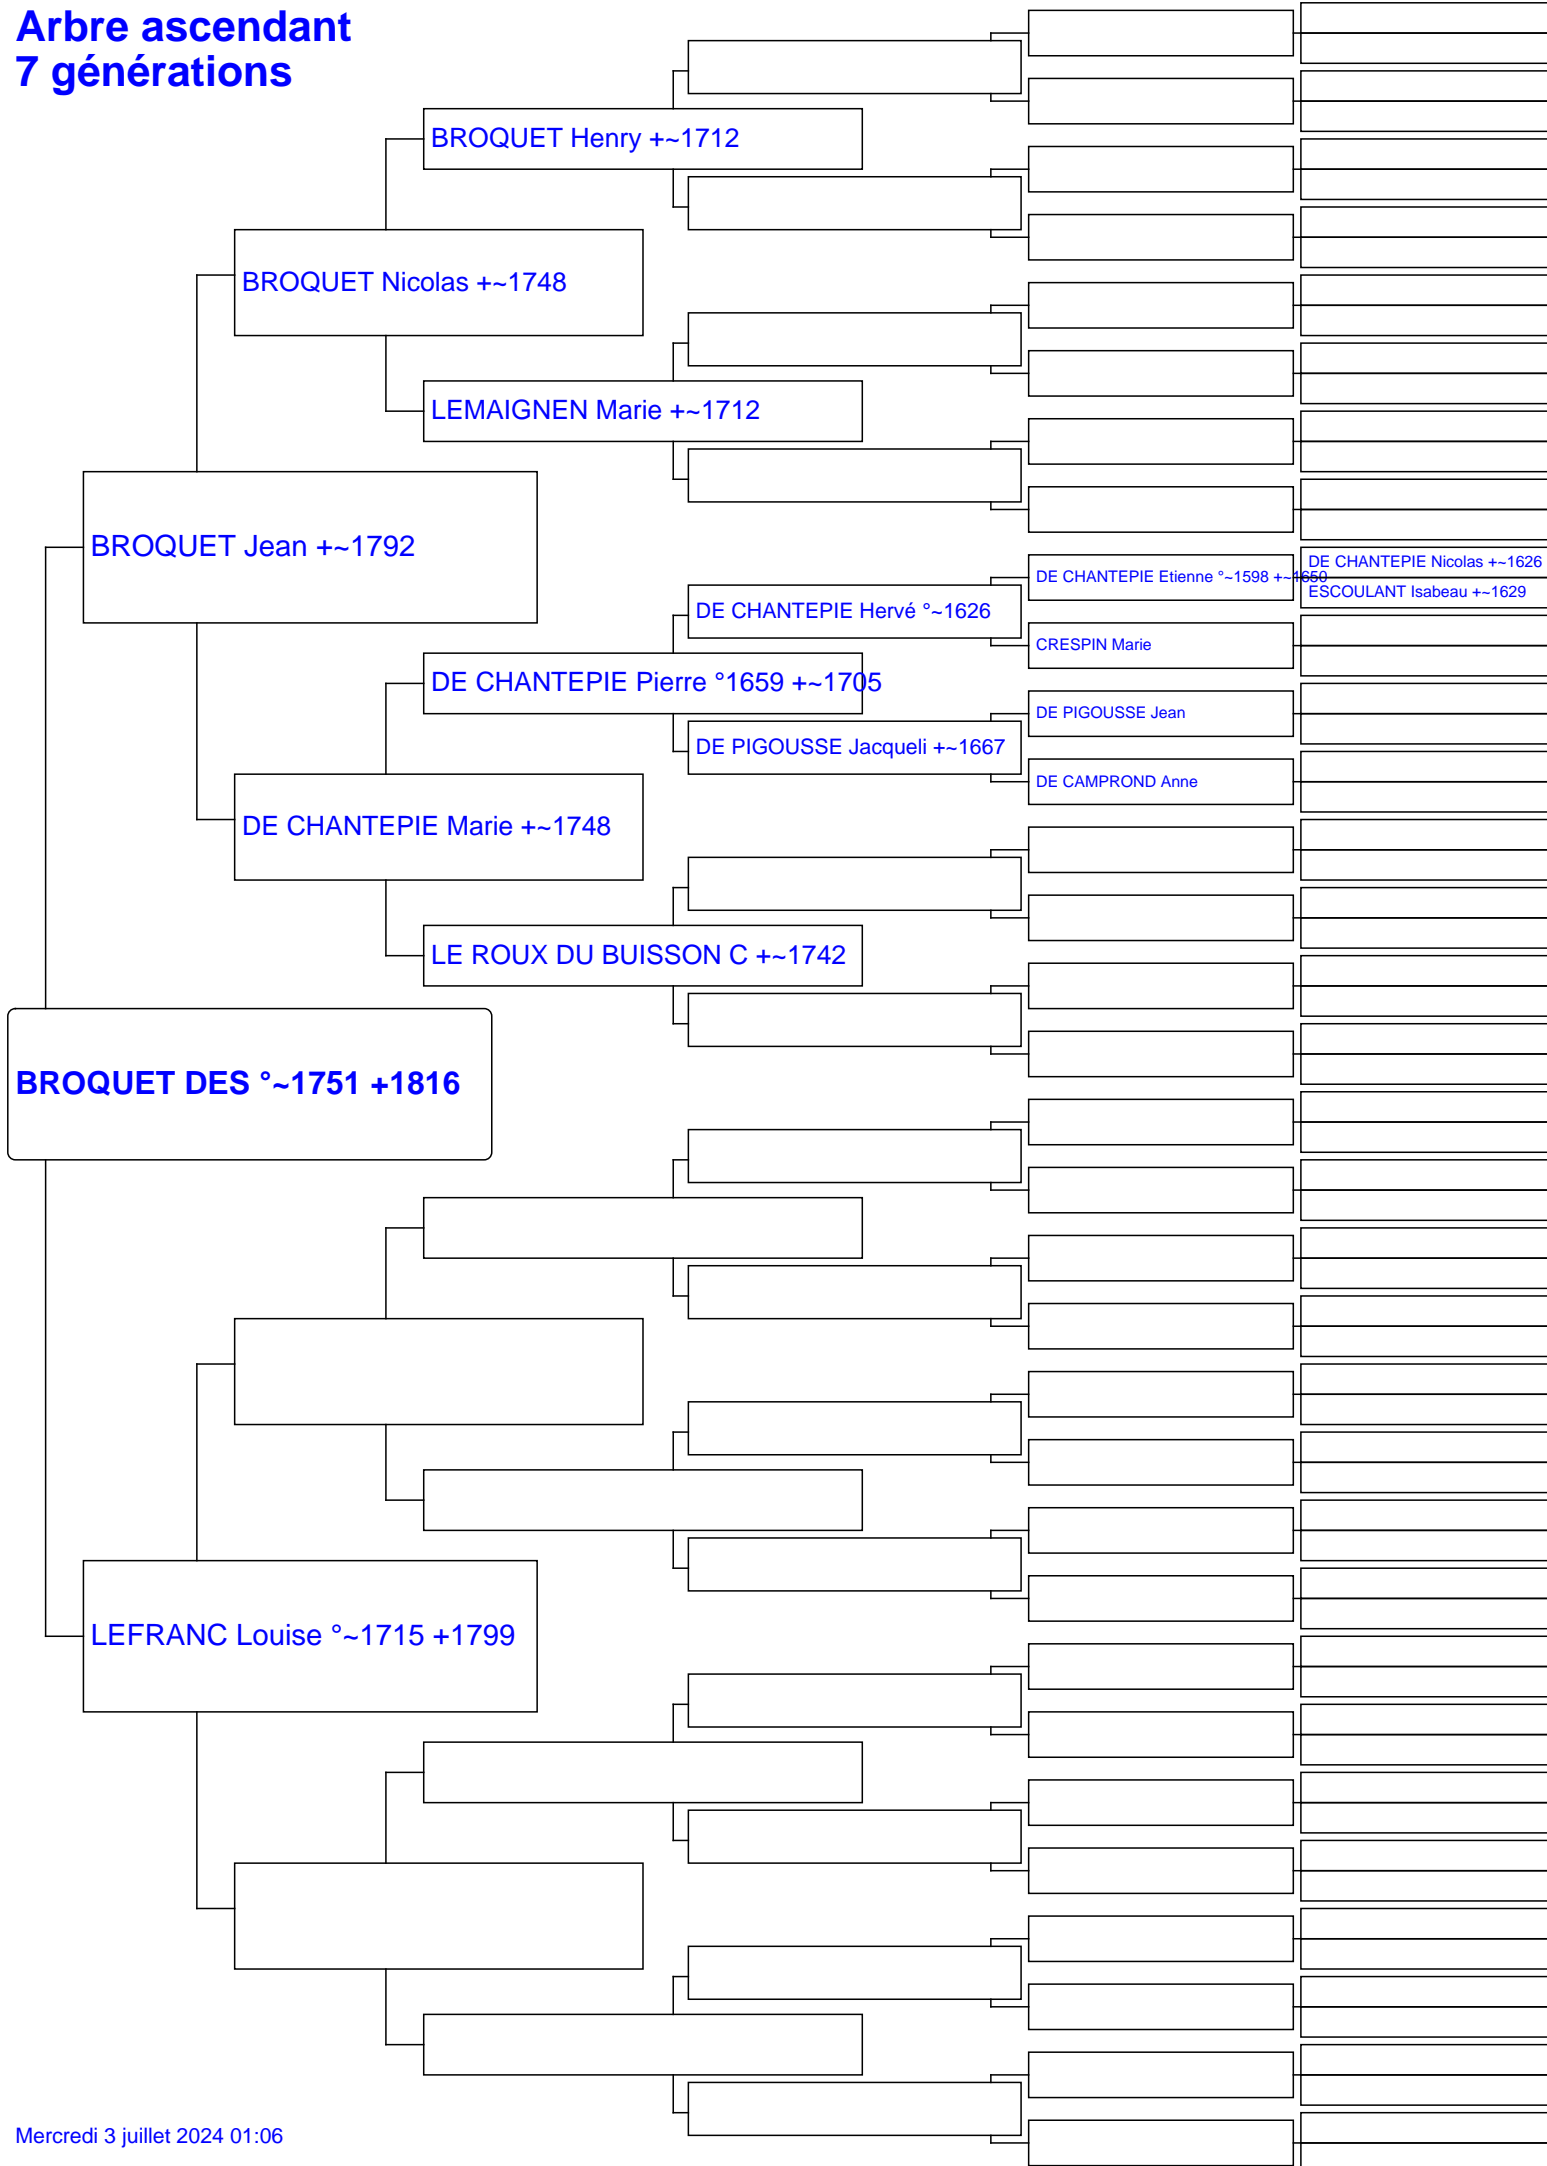 Arbre ascendant
7 générations
BROQUET Henry +~1712
BROQUET Nicolas +~1748
LEMAIGNEN Marie +~1712
BROQUET Jean +~1792
DE CHANTEPIE Nicolas +~1626
DE CHANTEPIE Etienne °~1598 +~1650
ESCOULANT Isabeau +~1629
DE CHANTEPIE Hervé °~1626
CRESPIN Marie
DE CHANTEPIE Pierre °1659 +~1705
DE PIGOUSSE Jean
DE PIGOUSSE Jacqueli +~1667
DE CAMPROND Anne
DE CHANTEPIE Marie +~1748
LE ROUX DU BUISSON C +~1742
BROQUET DES °~1751 +1816
LEFRANC Louise °~1715 +1799
Mercredi 3 juillet 2024 01:06